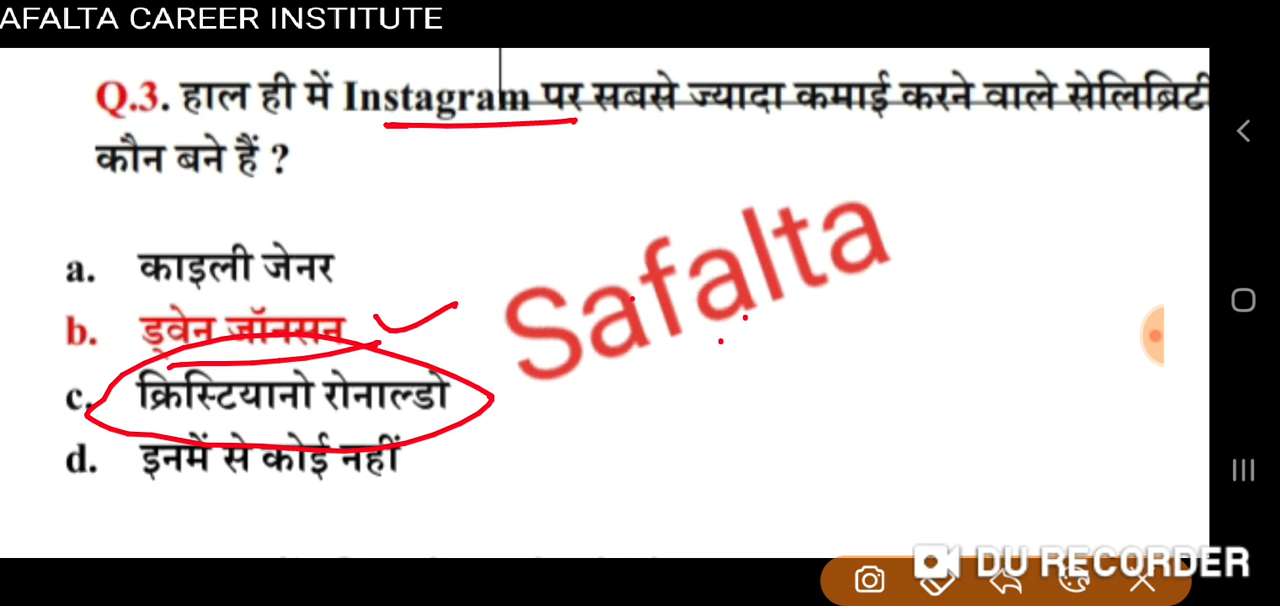 AFALTA CAREER INSTITUTE
Q.3. हाल ही में Instagram पर सबसे ज्यादा कमाई करने वाले सेलिब्रिटी
कौन बने हैं ?
a. काइली जेनर
b. ड्वेन जॉनसन
c. क्रिस्टियानो रोनाल्डो
d. इनमें से कोई नहीं
Safalta
DU RECORDER